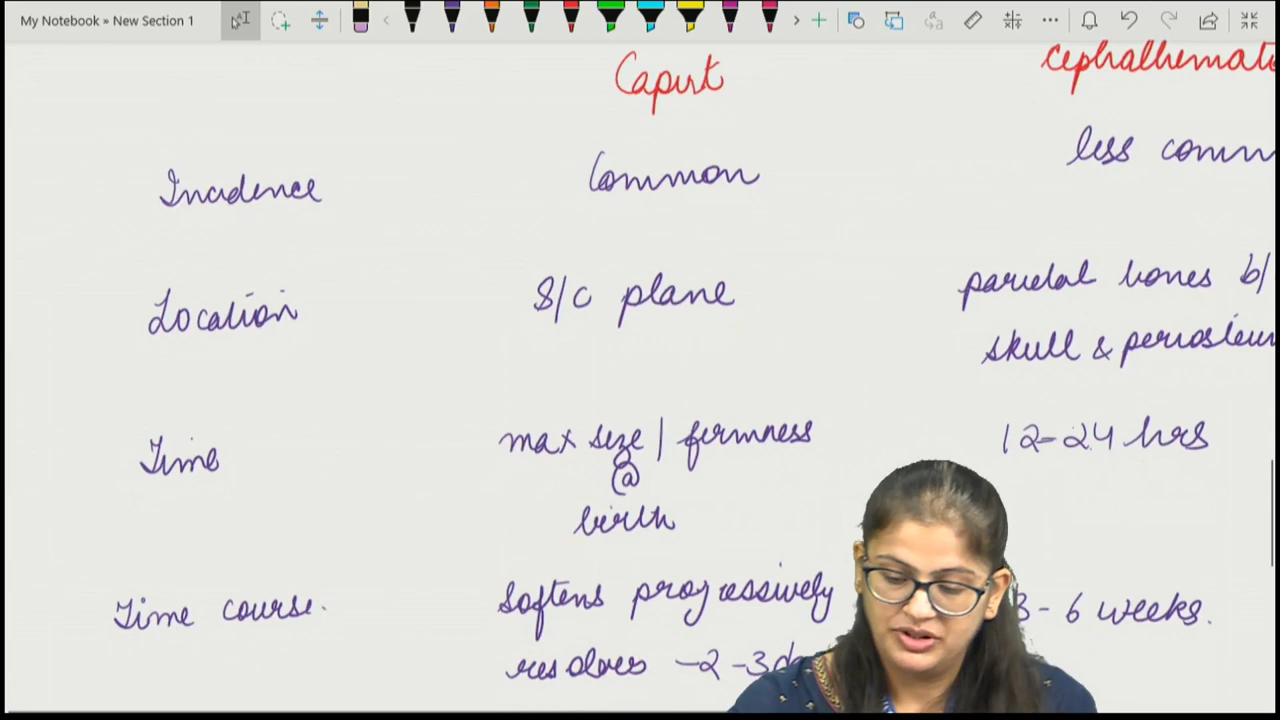 My Notebook » New Section 1
Caput cephalhemato
Incidence Common less comm
Location S/c plane parietal bones b/
skull & periosteum
Time max size / firmness 12-24 hrs
@
birth
Time course. Softens progressively 3-6 weeks.
resolves -2-3d